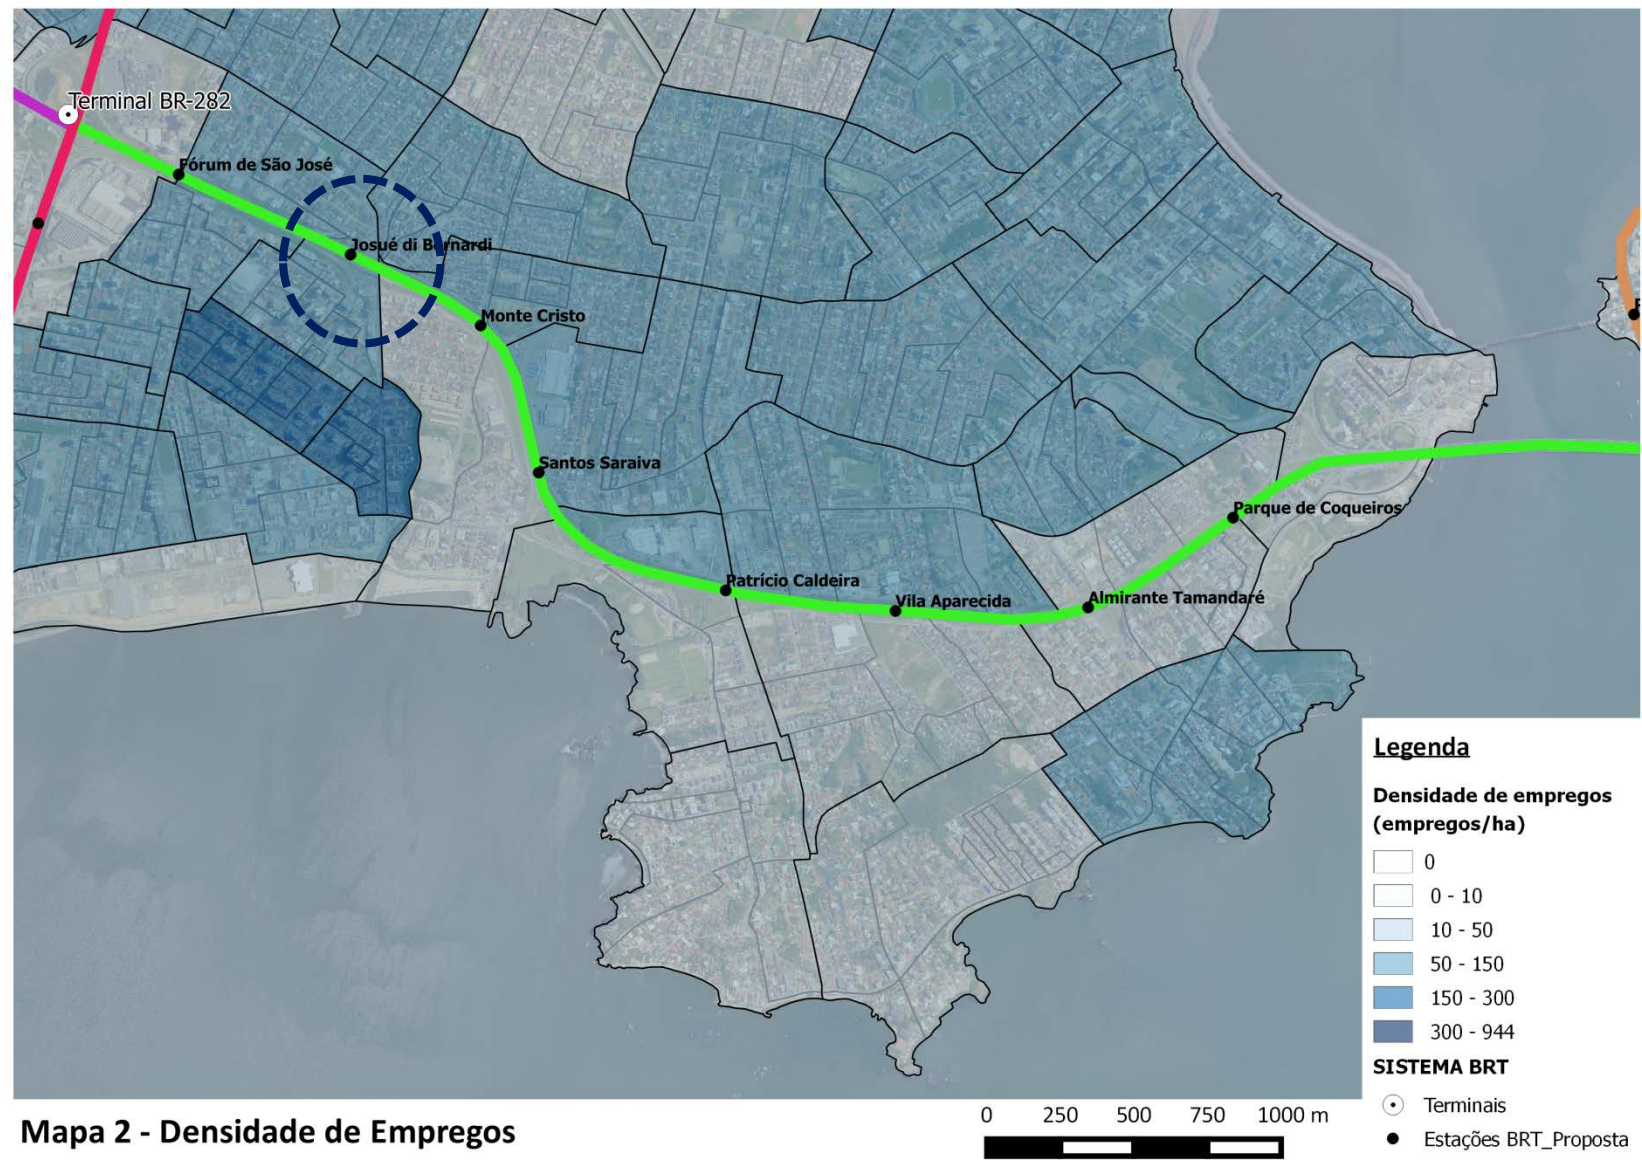 Terminal BR-282
Fórum de São José
Josué di Bernardi
Monte Cristo
Santos Saraiva
Parque de Coqueiros
Patrício Caldeira
Vila Aparecida
Almirante Tamandaré
Legenda
Densidade de empregos
(empregos/ha)
0
0 - 10
10 - 50
50 - 150
150 - 300
300 - 944
SISTEMA BRT
Terminais
Estações BRT_Proposta
0 250 500 750 1000 m
Mapa 2 - Densidade de Empregos